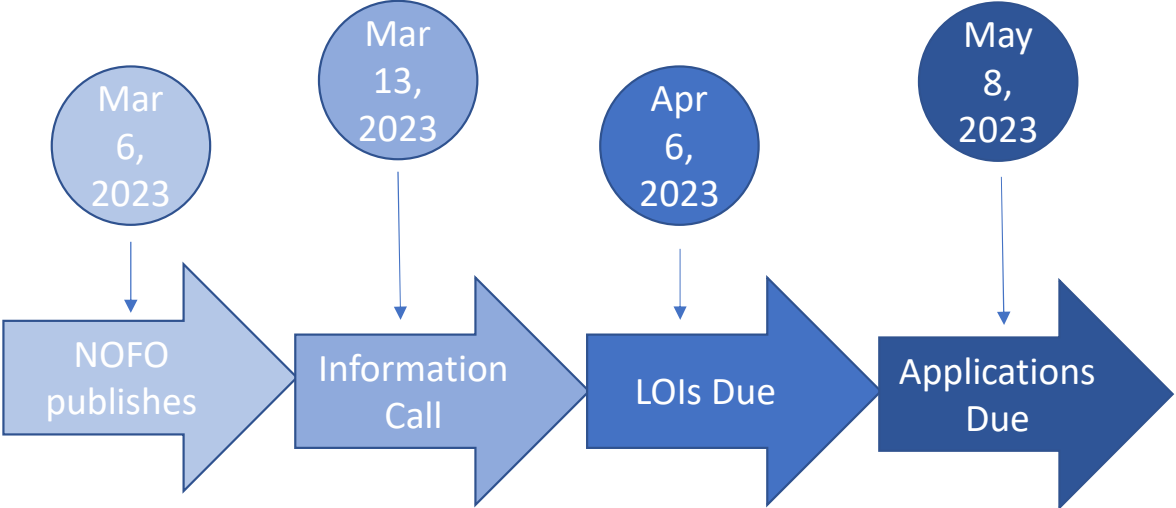 Mar
6,
2023
Mar
13,
2023
Apr
6,
2023
May
8,
2023
NOFO
publishes
Information
Call
LOIs Due
Applications
Due